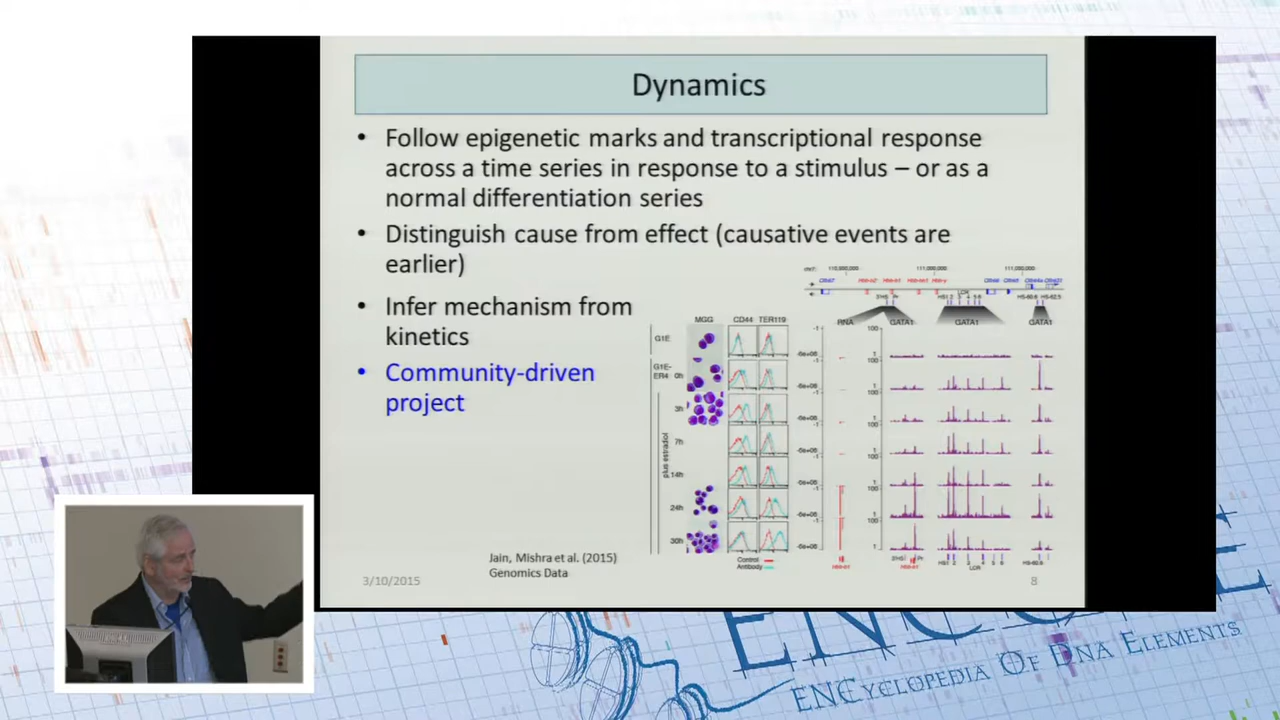 Dynamics
• Follow epigenetic marks and transcriptional response
across a time series in response to a stimulus – or as a
normal differentiation series
• Distinguish cause from effect (causative events are
earlier)
• Infer mechanism from
kinetics
• Community-driven
project
MGG CD44 TER119
RNA GATA1 GATA1 GATA1
G1E
G1E-
ER4 0h
3h
7h
14h
24h
30h
plus estradiol
Control
Antibody
LCR
Jain, Mishra et al. (2015)
Genomics Data
3/10/2015
8
ENCYCLOPEDIA OF DNA ELEMENTS